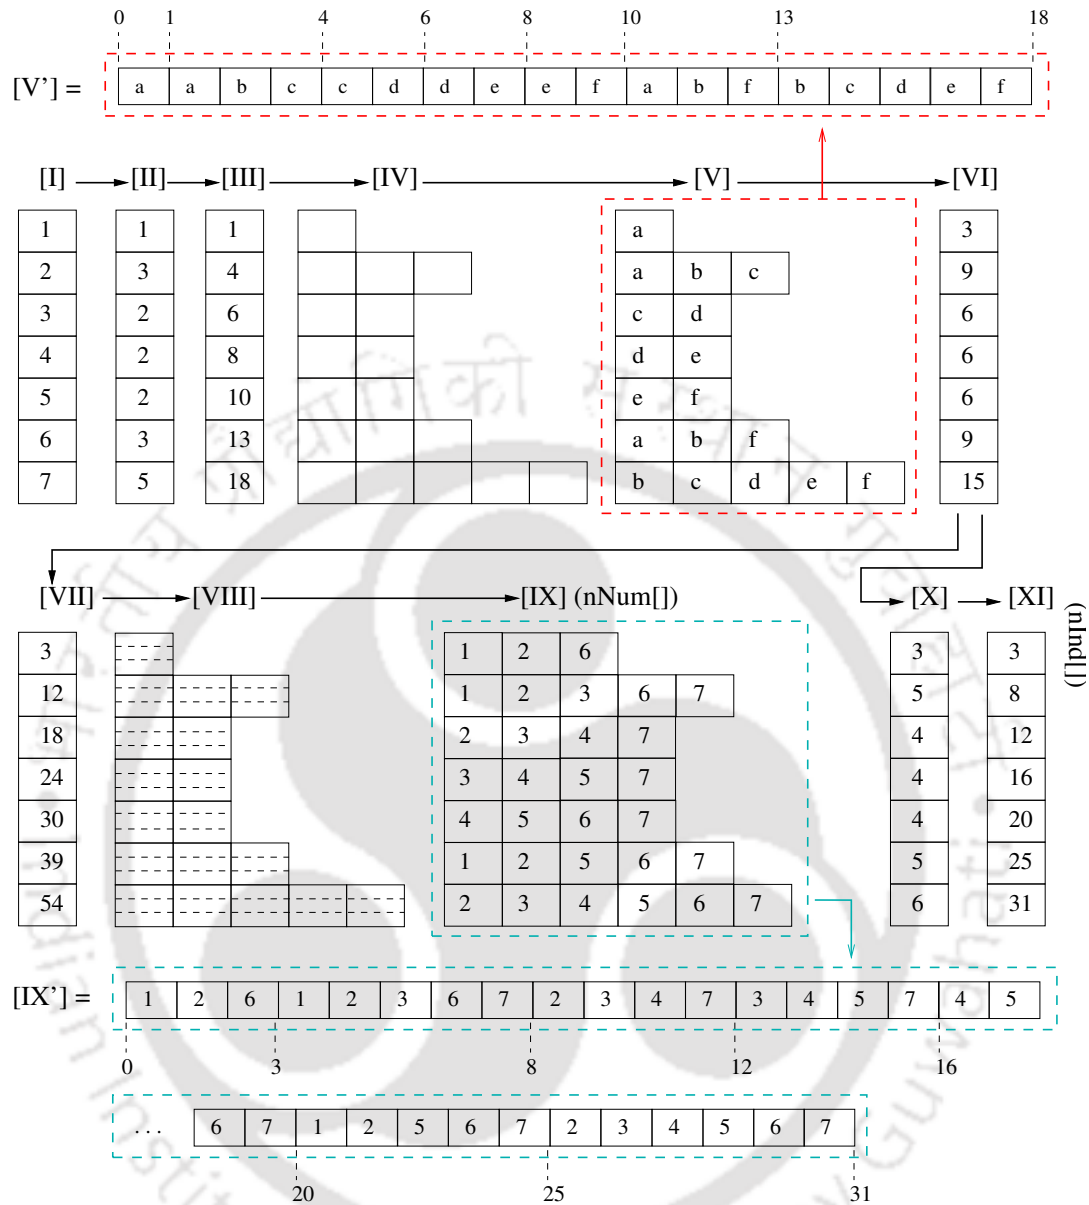 0 1 4 6 8 10 13 18
[V'] = a a b c c d d e e f a b f b c d e f
[I] [II] [III] [IV] [V] [VI]
1 1 1 a 3
2 3 4 a b c 9
3 2 6 c d 6
4 2 8 d e 6
5 2 10 e f 6
6 3 13 a b f 9
7 5 18 b c d e f 15
[VII] [VIII] [IX] (nNum[]) [X] [XI] (nInd[])
3 1 2 6 3 3
12 1 2 3 6 7 5 8
18 2 3 4 7 4 12
24 3 4 5 7 4 16
30 4 5 6 7 4 20
39 1 2 5 6 7 5 25
54 2 3 4 5 6 7 6 31
[IX'] = 1 2 6 1 2 3 6 7 2 3 4 7 3 4 5 7 4 5
0 3 8 12 16
... 6 7 1 2 5 6 7 2 3 4 5 6 7
20 25 31